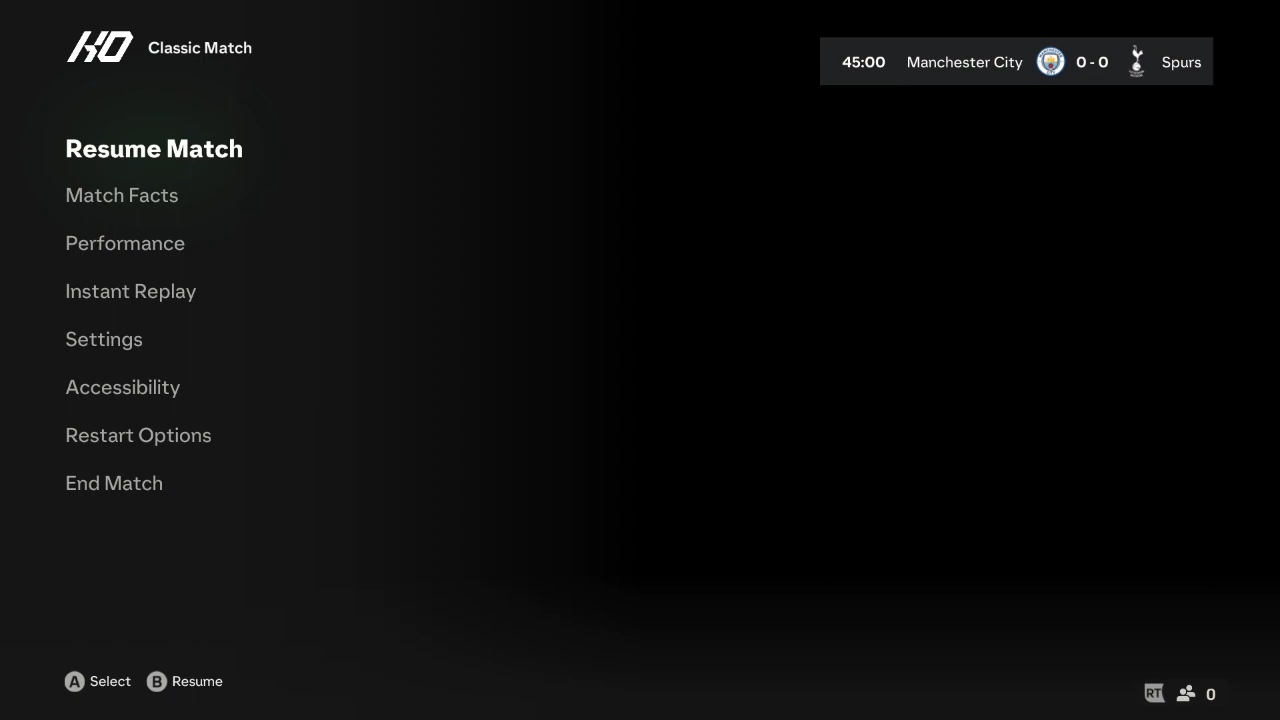 KO Classic Match
45:00 Manchester City 0 - 0 Spurs
Resume Match
Match Facts
Performance
Instant Replay
Settings
Accessibility
Restart Options
End Match
A Select B Resume
RT 0